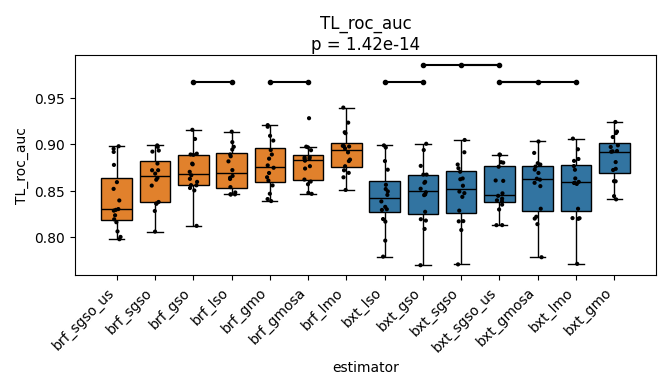 TL_roc_auc
p = 1.42e-14
TL_roc_auc
0.95
0.90
0.85
0.80
brf_sgso_us
brf_sgso
brf_gso
brf_lso
brf_gmo
brf_gmosa
brf_lmo
bxt_lso
bxt_gso
bxt_sgso
bxt_sgso_us
bxt_gmosa
bxt_lmo
bxt_gmo
estimator